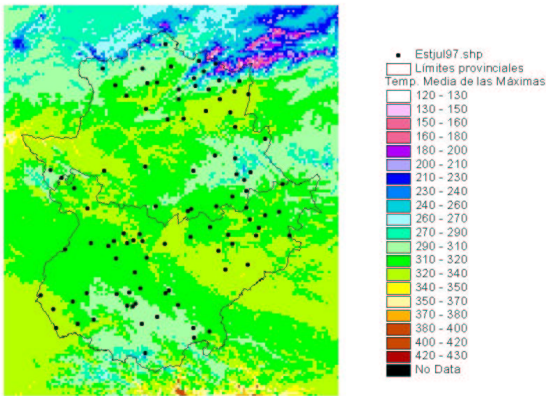 Estjul97.shp
Límites provinciales
Temp. Media de las Máximas
120 - 130
130 - 150
150 - 160
160 - 180
180 - 200
200 - 210
210 - 230
230 - 240
240 - 260
260 - 270
270 - 290
290 - 310
310 - 320
320 - 340
340 - 350
350 - 370
370 - 380
380 - 400
400 - 420
420 - 430
No Data